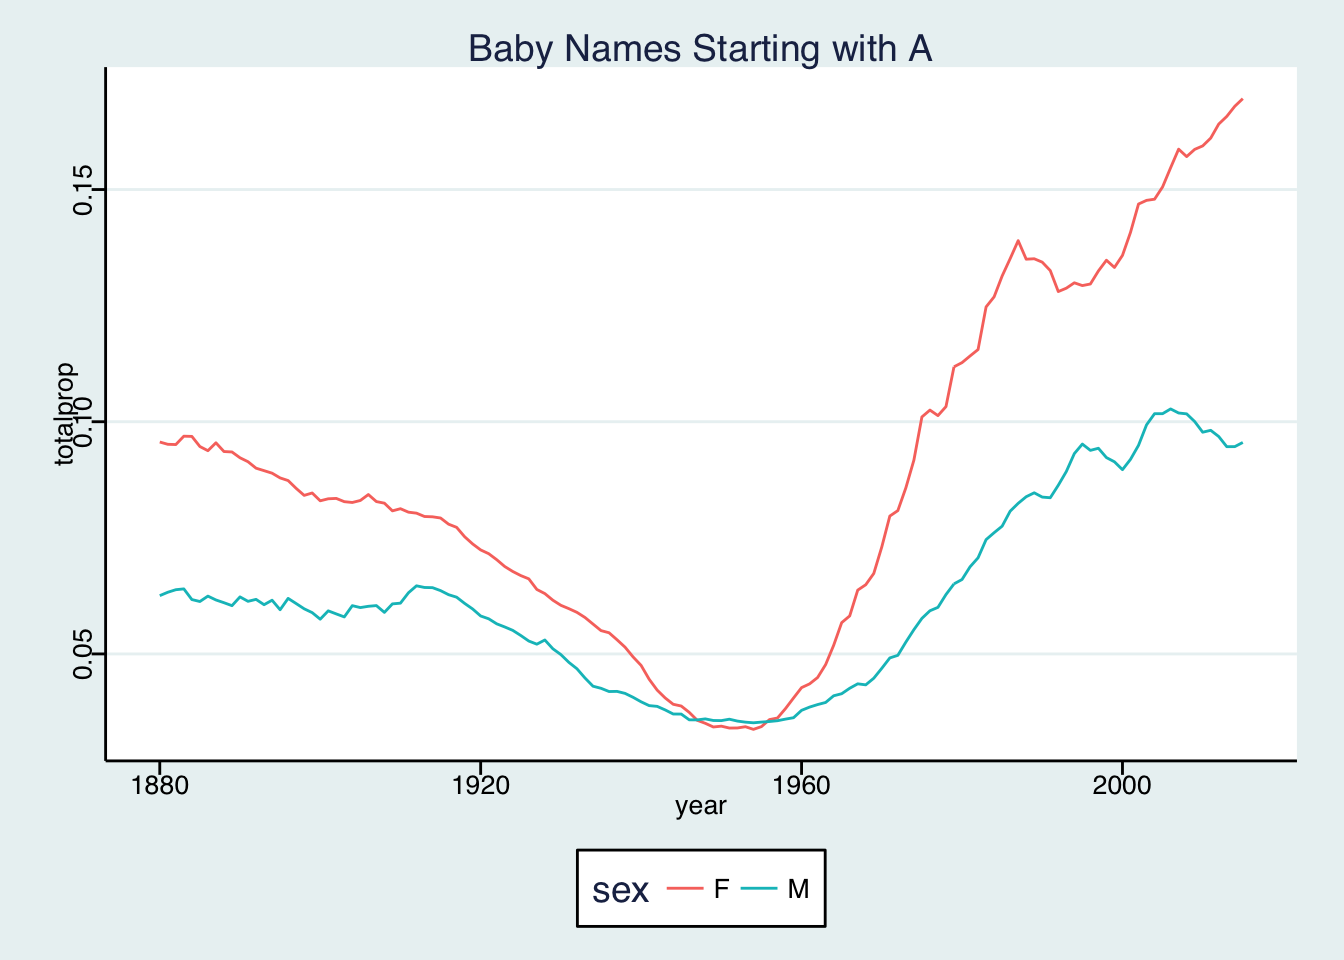 Baby Names Starting with A
0.15
0.10
0.05
totalprop
1880 1920 1960 2000
year
sex F M